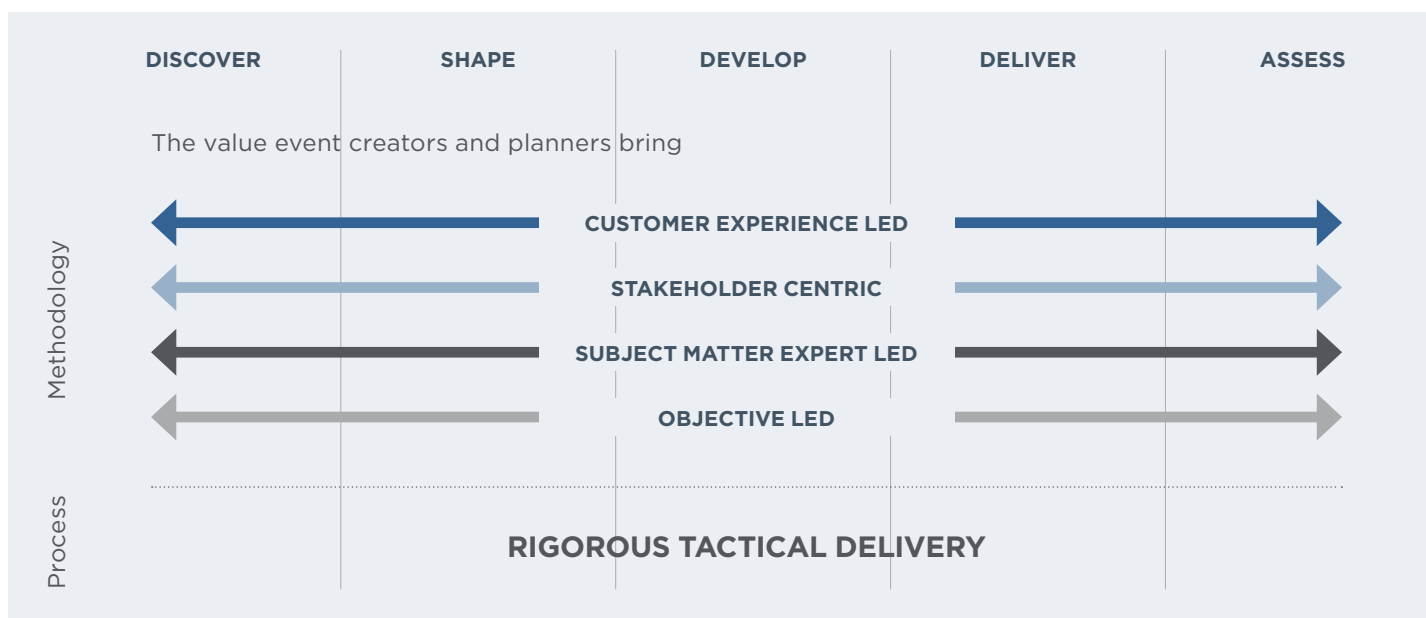 DISCOVER SHAPE DEVELOP DELIVER ASSESS
The value event creators and planners bring
Methodology
CUSTOMER EXPERIENCE LED
STAKEHOLDER CENTRIC
SUBJECT MATTER EXPERT LED
OBJECTIVE LED
Process
RIGOROUS TACTICAL DELIVERY